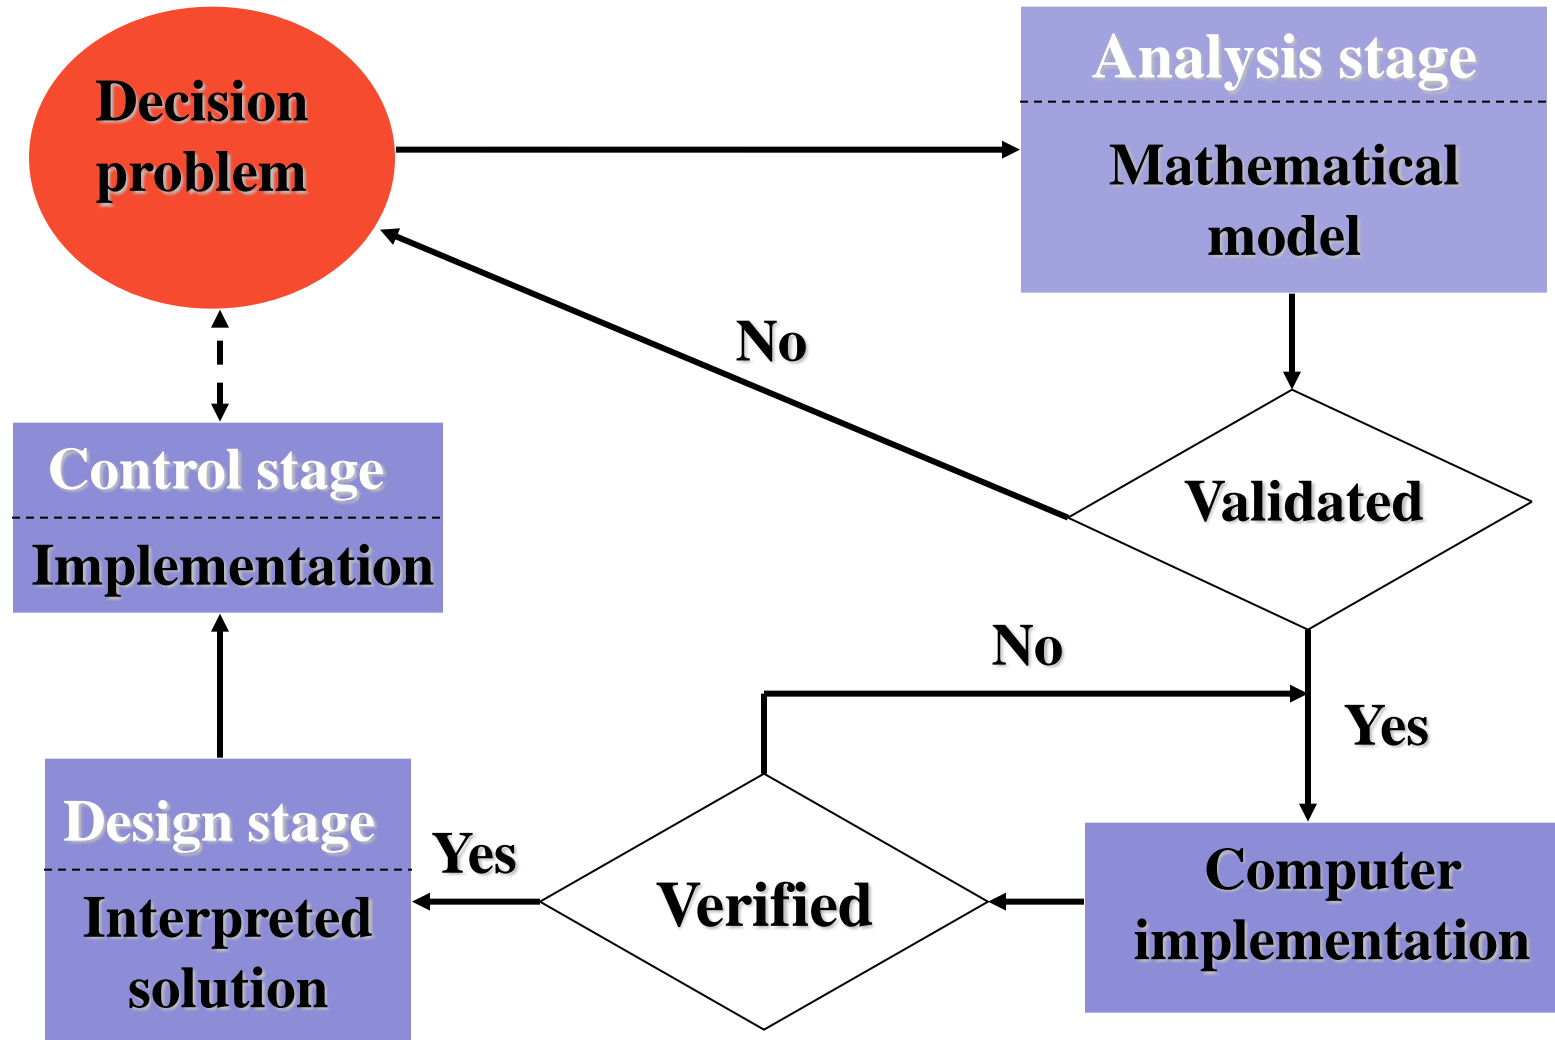 Decision
problem
Analysis stage
Mathematical
model
No
Control stage
Implementation
Validated
No
Yes
Design stage
Interpreted
solution
Yes
Verified
Computer
implementation